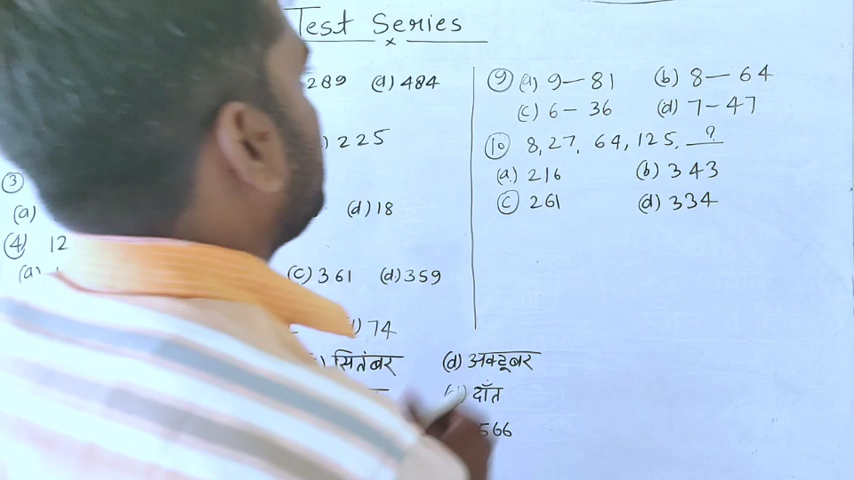 Test Series
289 (d) 484
225
(3)
(a) (d) 18
(4) 12
(a)
(c) 361 (d) 359
) 74
) सितंबर (d) अक्टूबर
दाँत
566
(9) (a) 9 — 81 (b) 8 — 64
(c) 6 — 36 (d) 7 - 47
(10) 8, 27, 64, 125, ?
(a) 216 (b) 343
(c) 261 (d) 334